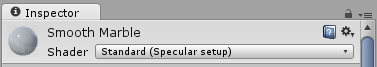 Inspector
Smooth Marble
Shader Standard (Specular setup)